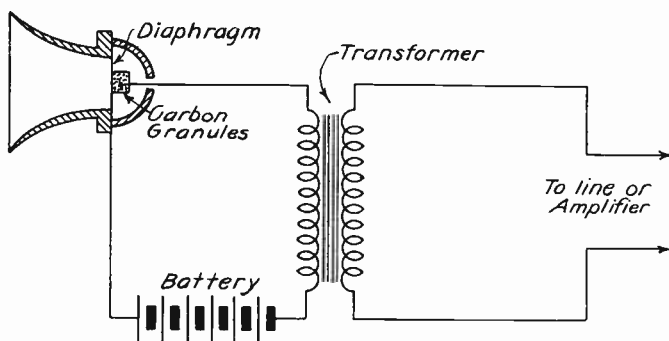 Diaphragm
Transformer
Carbon
Granules
To line or
Amplifier
Battery